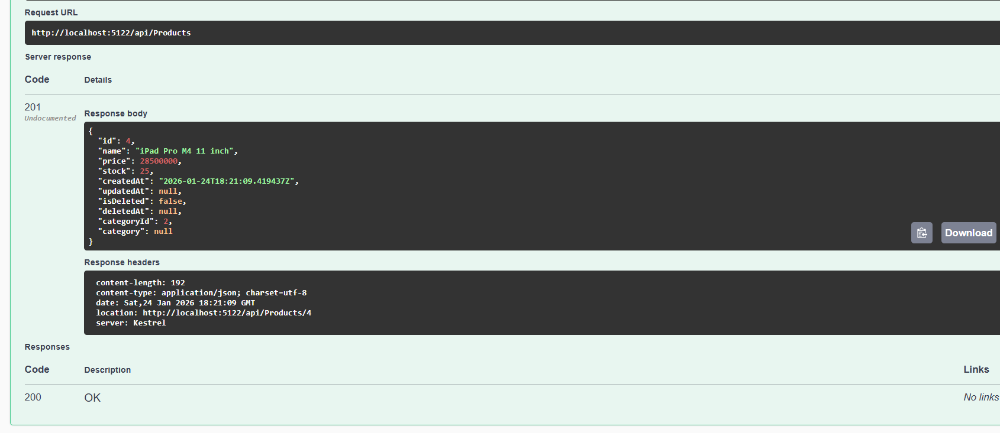 Request URL
http://localhost:5122/api/Products
Server response
Code Details
201
Undocumented
Response body
{
  "id": 4,
  "name": "iPad Pro M4 11 inch",
  "price": 28500000,
  "stock": 25,
  "createdAt": "2026-01-24T18:21:09.419437Z",
  "updatedAt": null,
  "isDeleted": false,
  "deletedAt": null,
  "categoryId": 2,
  "category": null
}
Download
Response headers
content-length: 192
content-type: application/json; charset=utf-8
date: Sat,24 Jan 2026 18:21:09 GMT
location: http://localhost:5122/api/Products/4
server: Kestrel
Responses
Code Description Links
200 OK No links